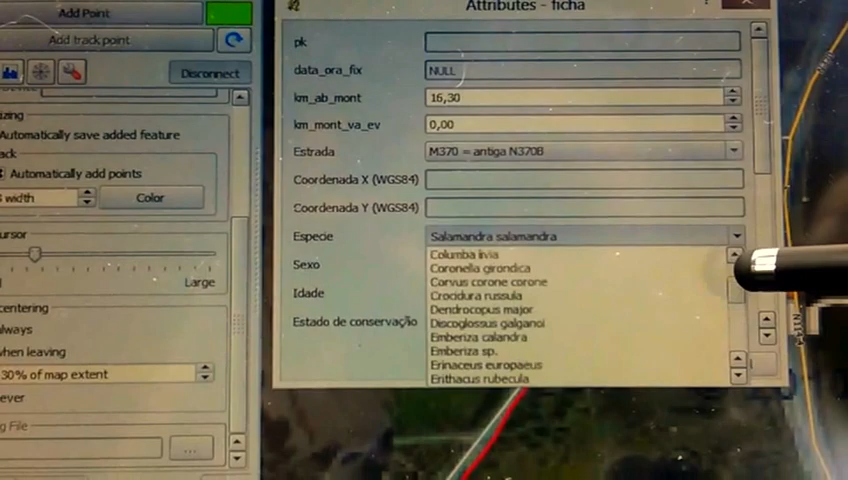 Add Point
Add track point
Disconnect
Automatically save added feature
Automatically add points
width
Color
Large
centering
always
when leaving
30% of map extent
File
...
Attributes - ficha
pk
data_ora_fix
NULL
km_ab_mont
16,30
km_mont_va_ev
0,00
Estrada
M370 = antiga N370B
Coordenada X (WGS84)
Coordenada Y (WGS84)
Especie
Salamandra salamandra
Sexo
Idade
Estado de conservação
Columba livia
Coronella girondica
Corvus corone corone
Crocidura russula
Dendrocopus major
Discoglossus galganoi
Emberiza calandra
Emberiza sp.
Erinaceus europaeus
Erithacus rubecula